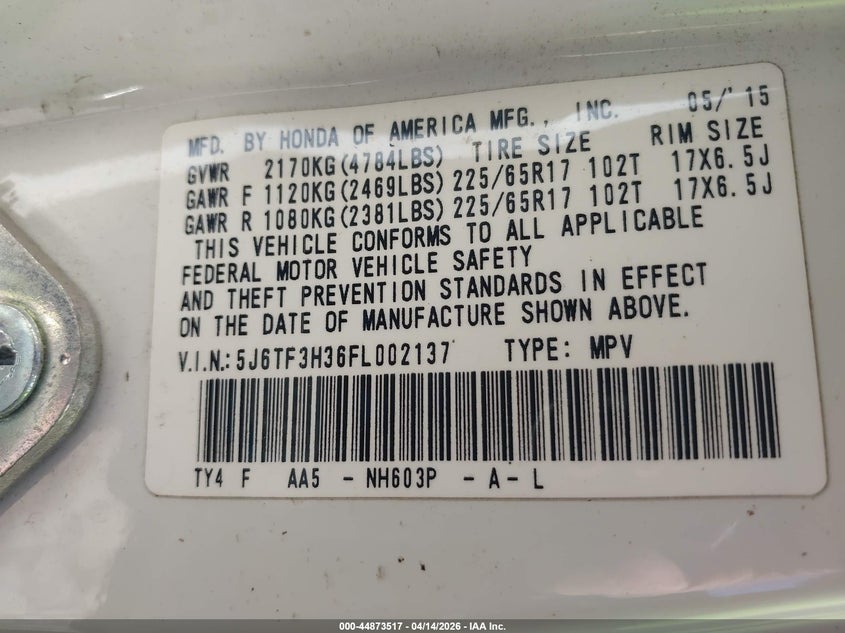 MFD. BY HONDA OF AMERICA MFG., INC. 05/'15
GVWR 2170KG(4784LBS) TIRE SIZE RIM SIZE
GAWR F 1120KG(2469LBS) 225/65R17 102T 17X6.5J
GAWR R 1080KG(2381LBS) 225/65R17 102T 17X6.5J
THIS VEHICLE CONFORMS TO ALL APPLICABLE
FEDERAL MOTOR VEHICLE SAFETY
AND THEFT PREVENTION STANDARDS IN EFFECT
ON THE DATE OF MANUFACTURE SHOWN ABOVE.
V.I.N.: 5J6TF3H36FL002137 TYPE: MPV
TY4 F AA5 - NH603P - A - L
000-44873517 - 04/14/2026 - IAA Inc.